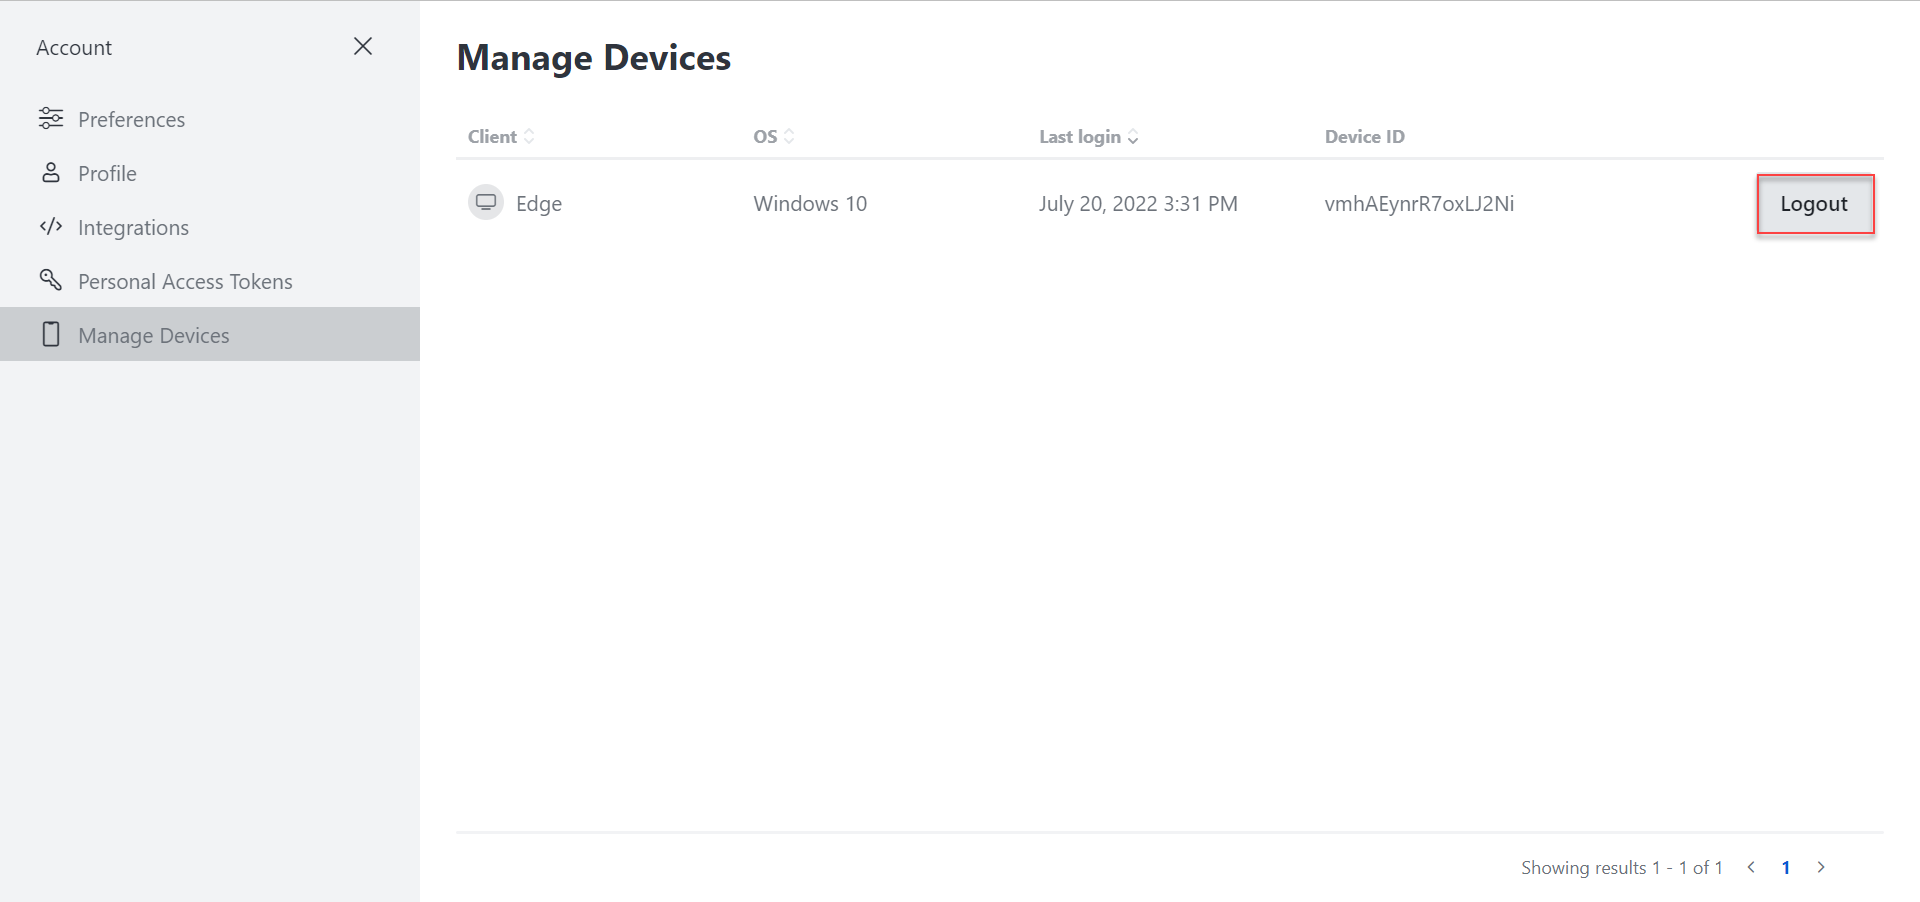 Account
Preferences
Profile
Integrations
Personal Access Tokens
Manage Devices
Manage Devices
Client OS Last login Device ID
Edge Windows 10 July 20, 2022 3:31 PM vmhAEynrR7oxLJ2Ni Logout
Showing results 1 - 1 of 1 1